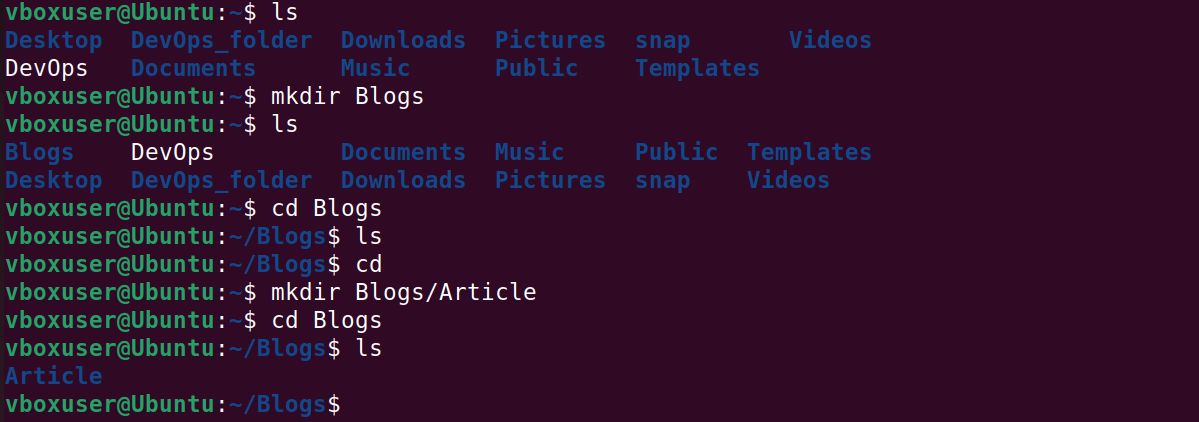 vboxuser@Ubuntu:~$ ls
Desktop  DevOps_folder  Downloads  Pictures  snap       Videos
DevOps   Documents      Music      Public    Templates
vboxuser@Ubuntu:~$ mkdir Blogs
vboxuser@Ubuntu:~$ ls
Blogs    DevOps         Documents  Music     Public  Templates
Desktop  DevOps_folder  Downloads  Pictures  snap    Videos
vboxuser@Ubuntu:~$ cd Blogs
vboxuser@Ubuntu:~/Blogs$ ls
vboxuser@Ubuntu:~/Blogs$ cd
vboxuser@Ubuntu:~$ mkdir Blogs/Article
vboxuser@Ubuntu:~$ cd Blogs
vboxuser@Ubuntu:~/Blogs$ ls
Article
vboxuser@Ubuntu:~/Blogs$